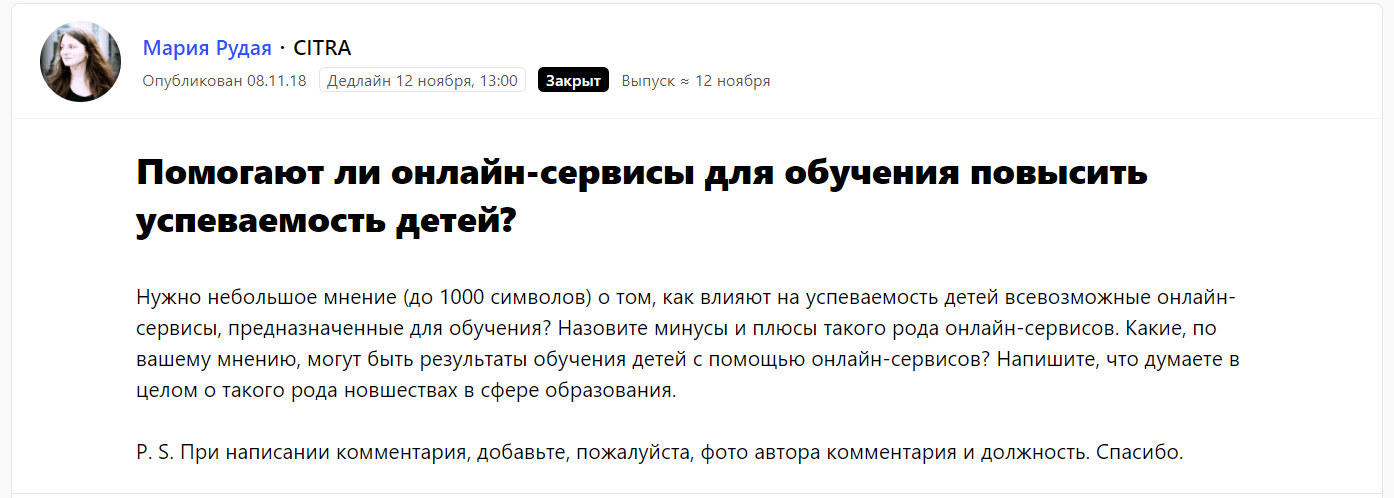 Мария Рудая · CITRA
Опубликован 08.11.18 Дедлайн 12 ноября, 13:00 Закрыт Выпуск ≈ 12 ноября
Помогают ли онлайн-сервисы для обучения повысить
успеваемость детей?
Нужно небольшое мнение (до 1000 символов) о том, как влияют на успеваемость детей всевозможные онлайн-
сервисы, предназначенные для обучения? Назовите минусы и плюсы такого рода онлайн-сервисов. Какие, по
вашему мнению, могут быть результаты обучения детей с помощью онлайн-сервисов? Напишите, что думаете в
целом о такого рода новшествах в сфере образования.
P. S. При написании комментария, добавьте, пожалуйста, фото автора комментария и должность. Спасибо.